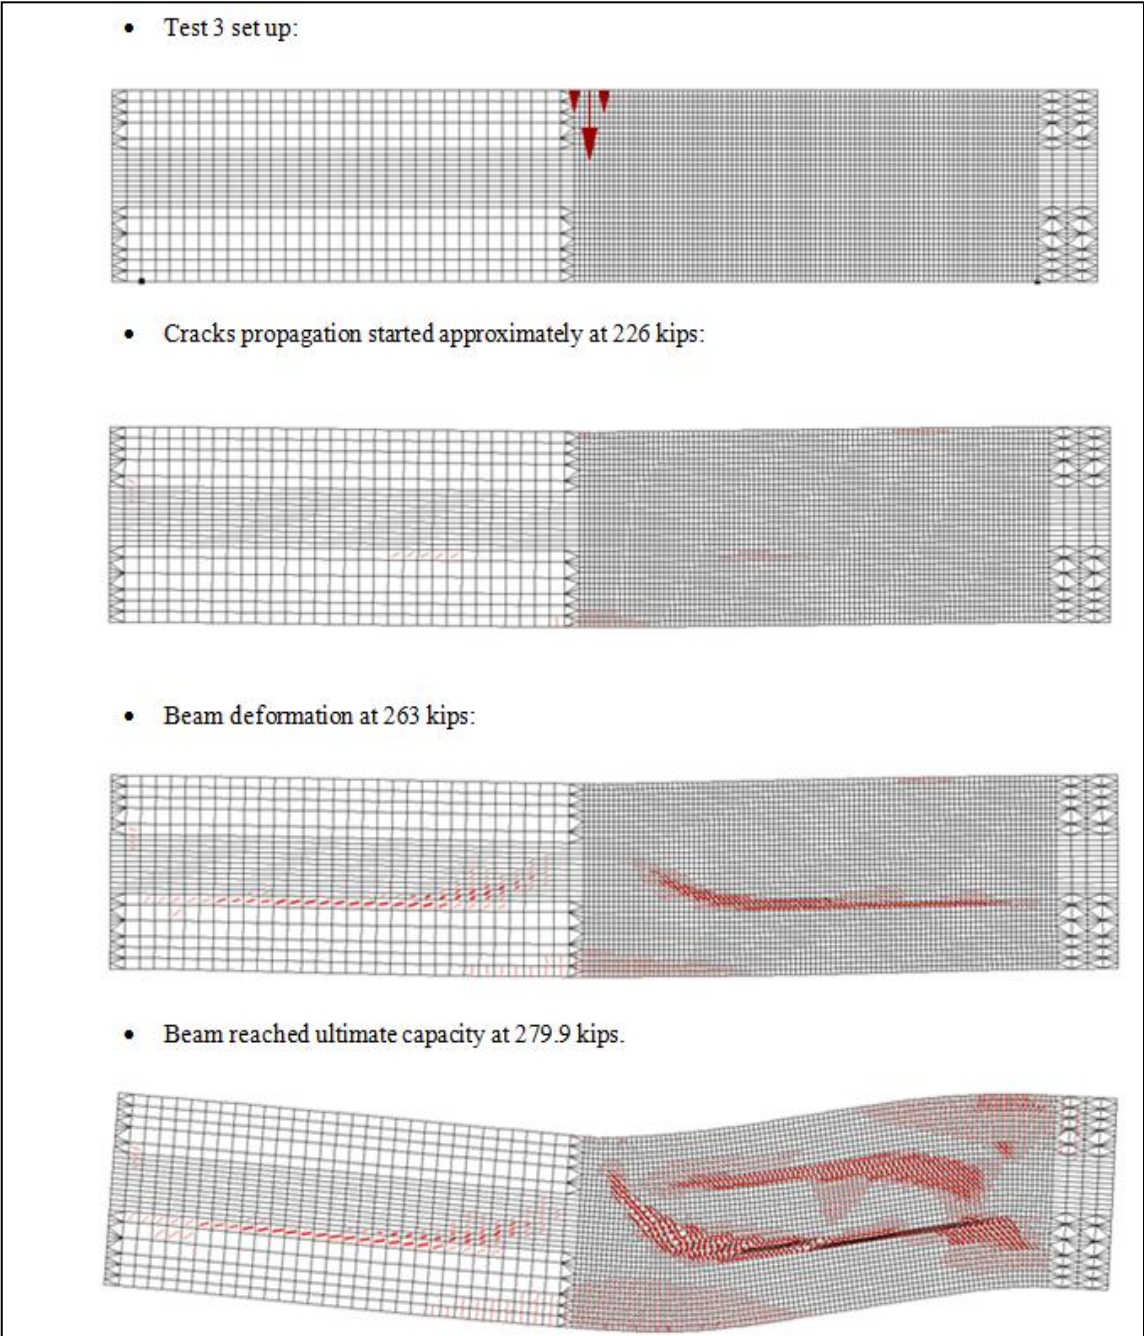 • Test 3 set up:
• Cracks propagation started approximately at 226 kips:
• Beam deformation at 263 kips:
• Beam reached ultimate capacity at 279.9 kips.